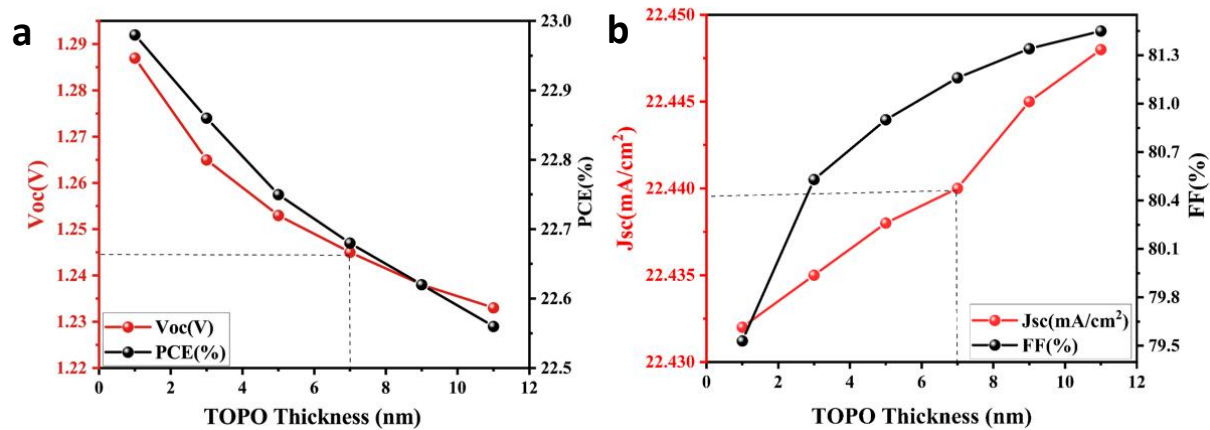 a
1.29
1.28
1.27
1.26
1.25
1.24
1.23
1.22
Voc(V)
23.0
22.9
22.8
22.7
22.6
22.5
PCE(%)
Voc(V)
PCE(%)
0 2 4 6 8 10 12
TOPO Thickness (nm)
b
22.450
22.445
22.440
22.435
22.430
Jsc(mA/cm²)
81.3
81.0
80.7
80.4
80.1
79.8
79.5
FF(%)
Jsc(mA/cm²)
FF(%)
0 2 4 6 8 10 12
TOPO Thickness (nm)